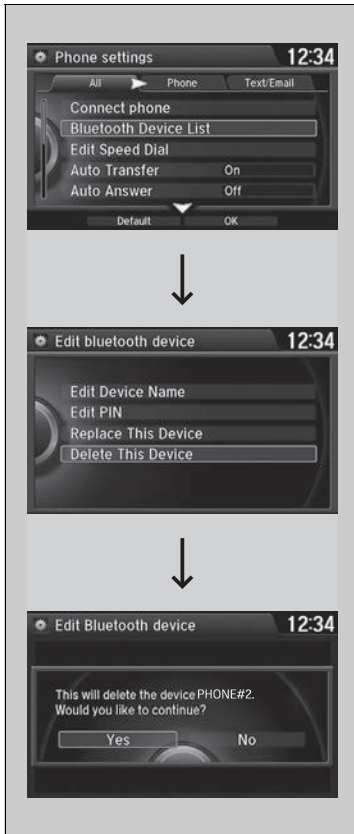 Phone settings 12:34
All Phone Text/Email
Connect phone
Bluetooth Device List
Edit Speed Dial
Auto Transfer On
Auto Answer Off
Default OK
Edit bluetooth device 12:34
Edit Device Name
Edit PIN
Replace This Device
Delete This Device
Edit Bluetooth device 12:34
This will delete the device PHONE#2.
Would you like to continue?
Yes No